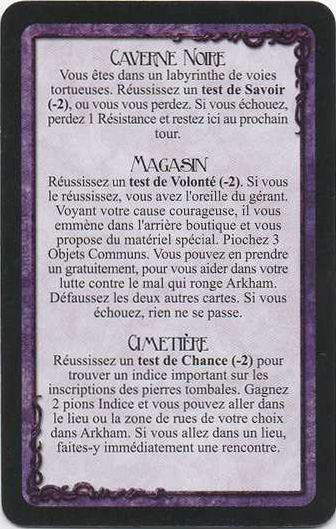 CAVERNE NOIRE
Vous êtes dans un labyrinthe de voies
tortueuses. Réussissez un test de Savoir
(-2), ou vous vous perdez. Si vous échouez,
perdez 1 Résistance et restez ici au prochain
tour.
MAGASIN
Réussissez un test de Volonté (-2). Si vous
le réussissez, vous avez l'oreille du gérant.
Voyant votre cause courageuse, il vous
emmène dans l'arrière boutique et vous
propose du matériel spécial. Piochez 3
Objets Communs. Vous pouvez en prendre
un gratuitement, pour vous aider dans votre
lutte contre le mal qui ronge Arkham.
Défaussez les deux autres cartes. Si vous
échouez, rien ne se passe.
CIMETIÈRE
Réussissez un test de Chance (-2) pour
trouver un indice important sur les
inscriptions des pierres tombales. Gagnez
2 pions Indice et vous pouvez aller dans
le lieu ou la zone de rues de votre choix
dans Arkham. Si vous allez dans un lieu,
faites-y immédiatement une rencontre.